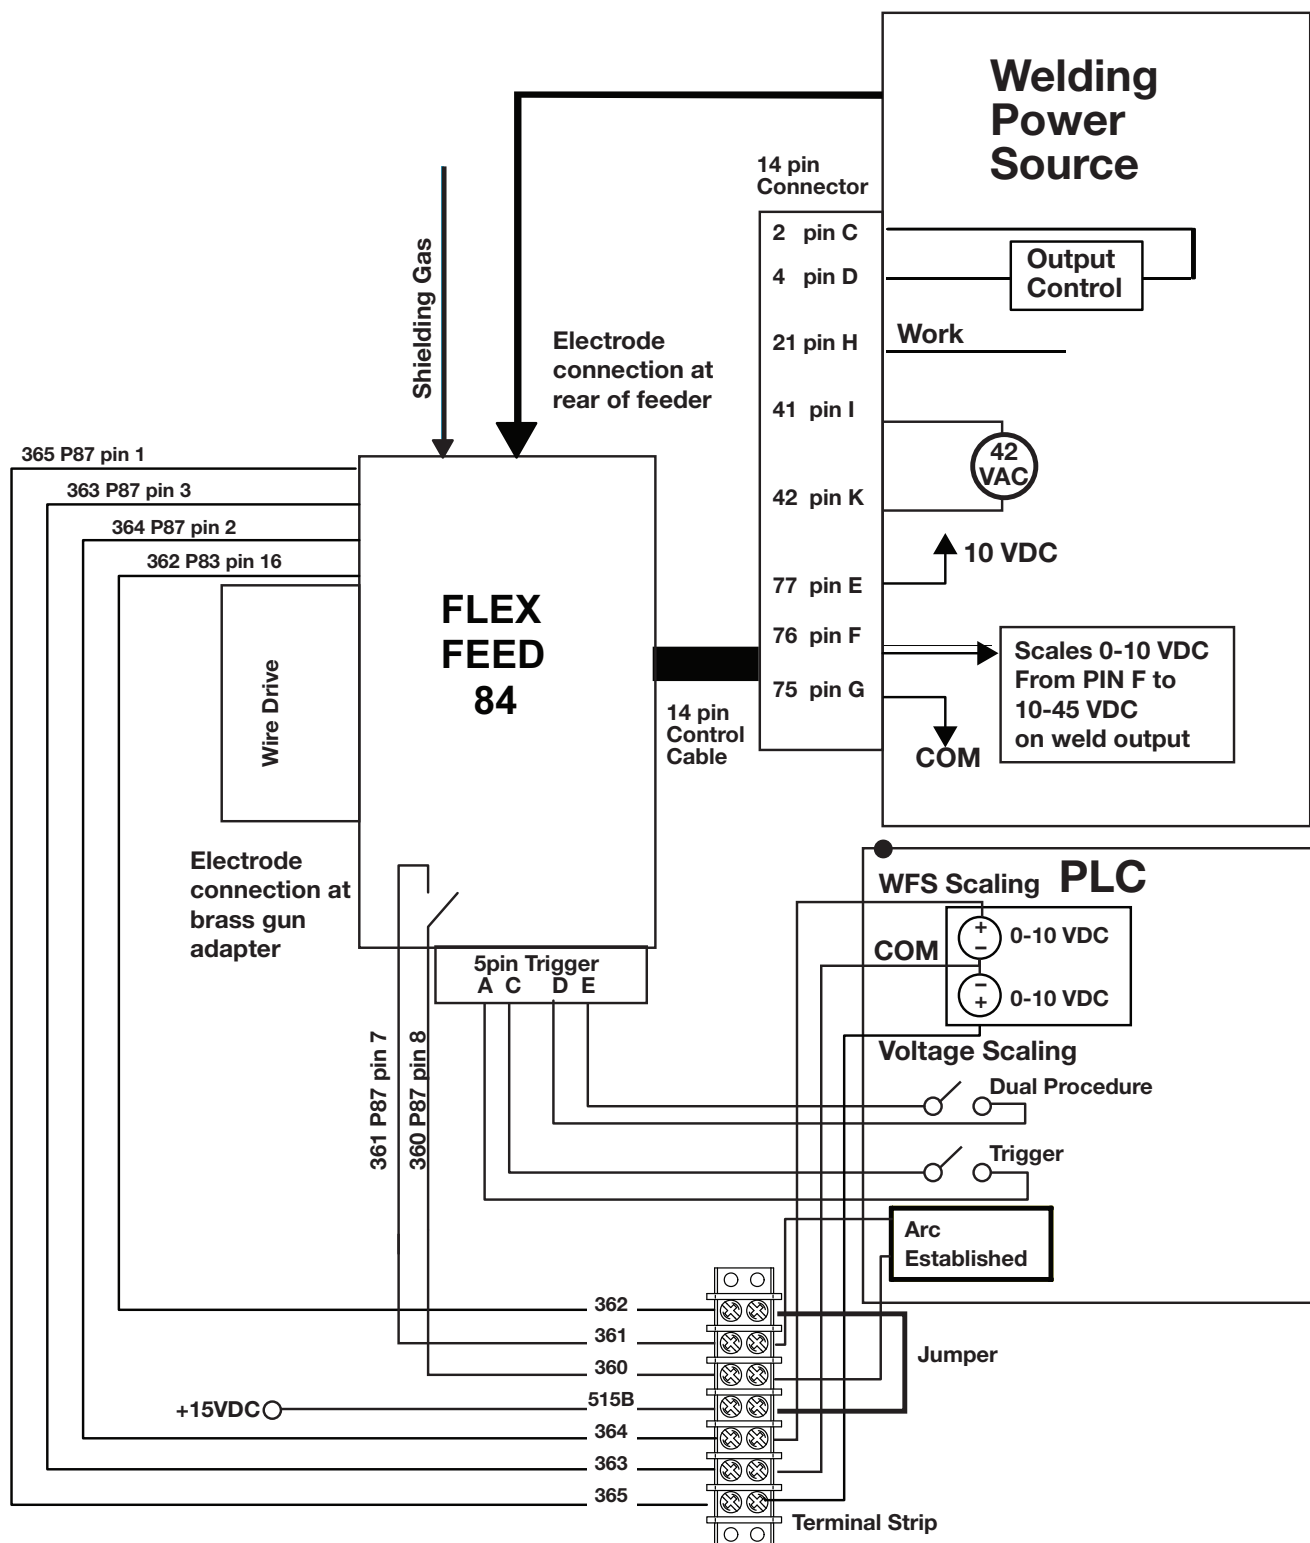 Welding
Power
Source
14 pin
Connector
2 pin C
4 pin D
Output
Control
21 pin H
Work
41 pin I
42
VAC
42 pin K
10 VDC
77 pin E
76 pin F
75 pin G
COM
Scales 0-10 VDC
From PIN F to
10-45 VDC
on weld output
Shielding Gas
Electrode
connection at
rear of feeder
365 P87 pin 1
363 P87 pin 3
364 P87 pin 2
362 P83 pin 16
FLEX
FEED
84
Wire Drive
14 pin
Control
Cable
Electrode
connection at
brass gun
adapter
5pin Trigger
A C D E
361 P87 pin 7
360 P87 pin 8
PLC
WFS Scaling
+
−
0-10 VDC
COM
−
+
0-10 VDC
Voltage Scaling
Dual Procedure
Trigger
Arc
Established
362
361
360
Jumper
+15VDC
515B
364
363
365
Terminal Strip